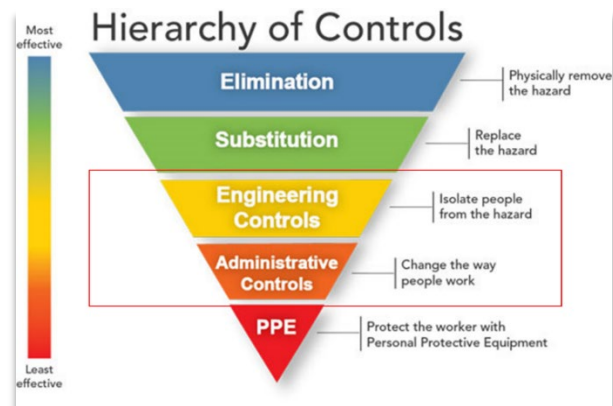 Hierarchy of Controls
Most
effective
Elimination
Physically remove
the hazard
Substitution
Replace
the hazard
Engineering
Controls
Isolate people
from the hazard
Administrative
Controls
Change the way
people work
PPE
Protect the worker with
Personal Protective Equipment
Least
effective